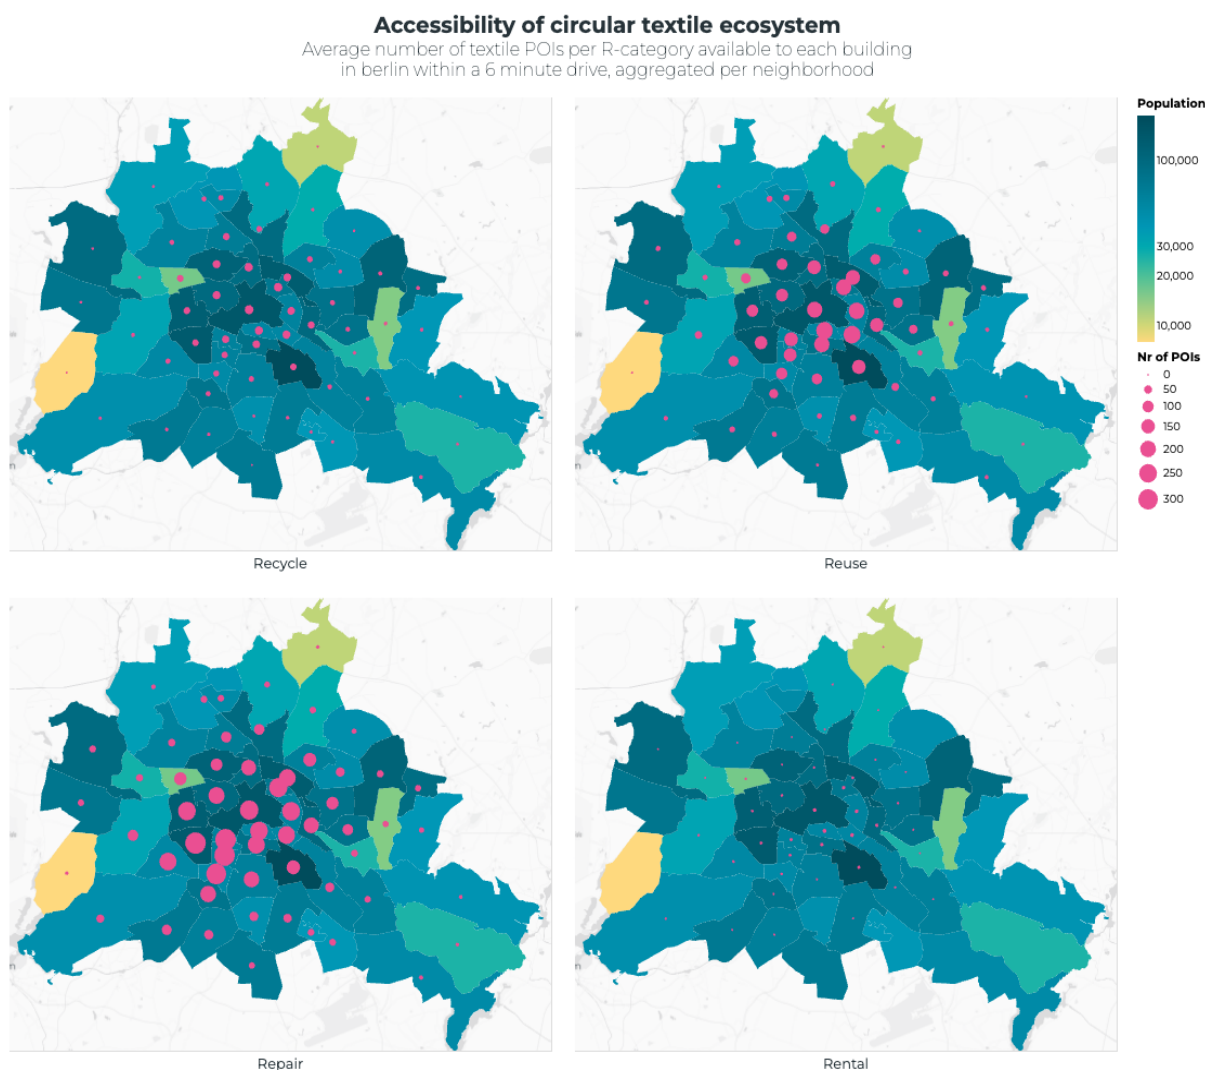 Accessibility of circular textile ecosystem
Average number of textile POIs per R-category available to each building
in berlin within a 6 minute drive, aggregated per neighborhood
Population
100,000
30,000
20,000
10,000
Nr of POIs
0
50
100
150
200
250
300
Recycle
Reuse
Repair
Rental